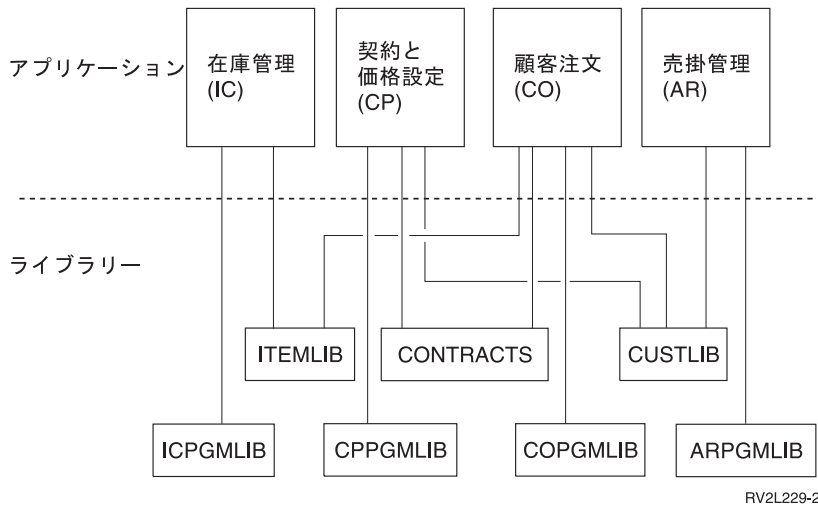 アプリケーション
在庫管理
(IC)
契約と
価格設定
(CP)
顧客注文
(CO)
売掛管理
(AR)
ライブラリー
ITEMLIB
CONTRACTS
CUSTLIB
ICPGMLIB
CPPGMLIB
COPGMLIB
ARPGMLIB
RV2L229-2